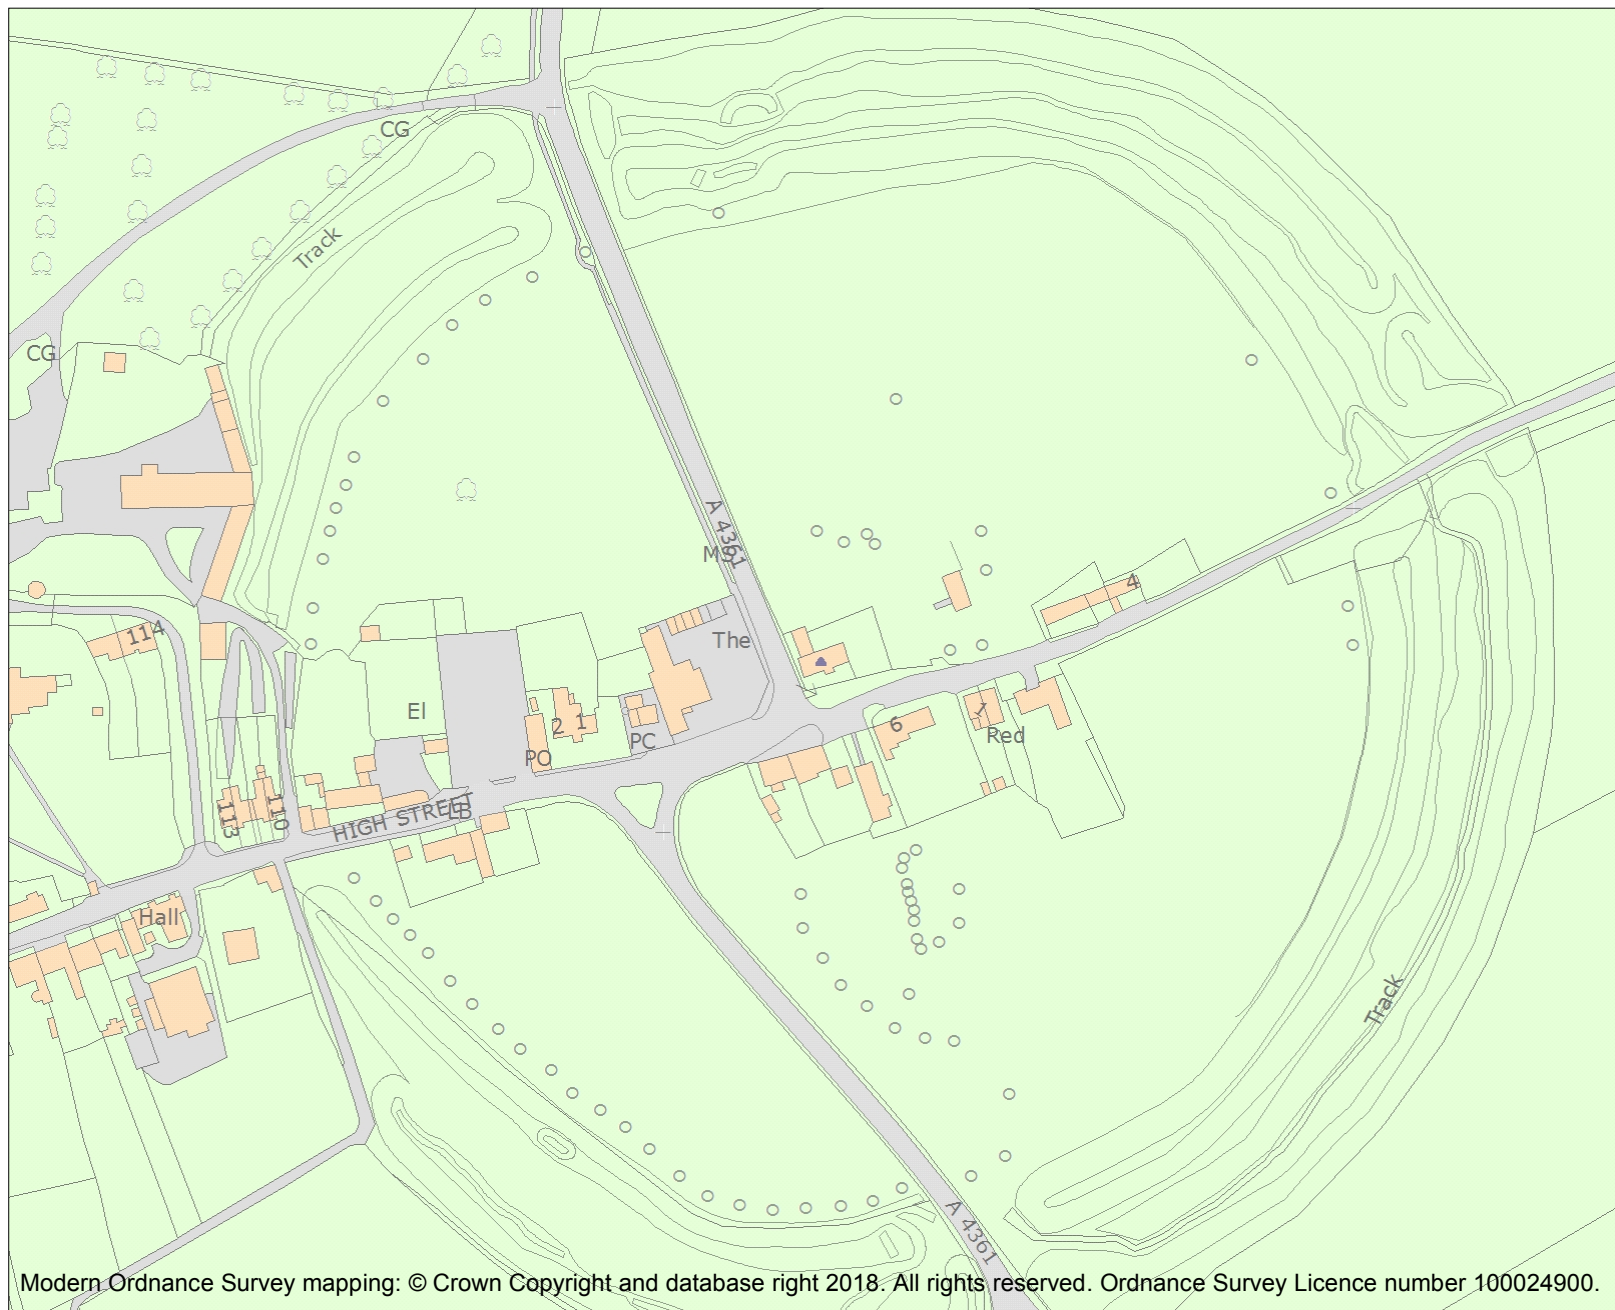 CG
Track
CG
A 4361
MS
4
114
The
El
2 1
PC
PO
6
1
Red
113
110
HIGH STREET
LB
Hall
Track
A 4361
Modern Ordnance Survey mapping: © Crown Copyright and database right 2018. All rights reserved. Ordnance Survey Licence number 100024900.